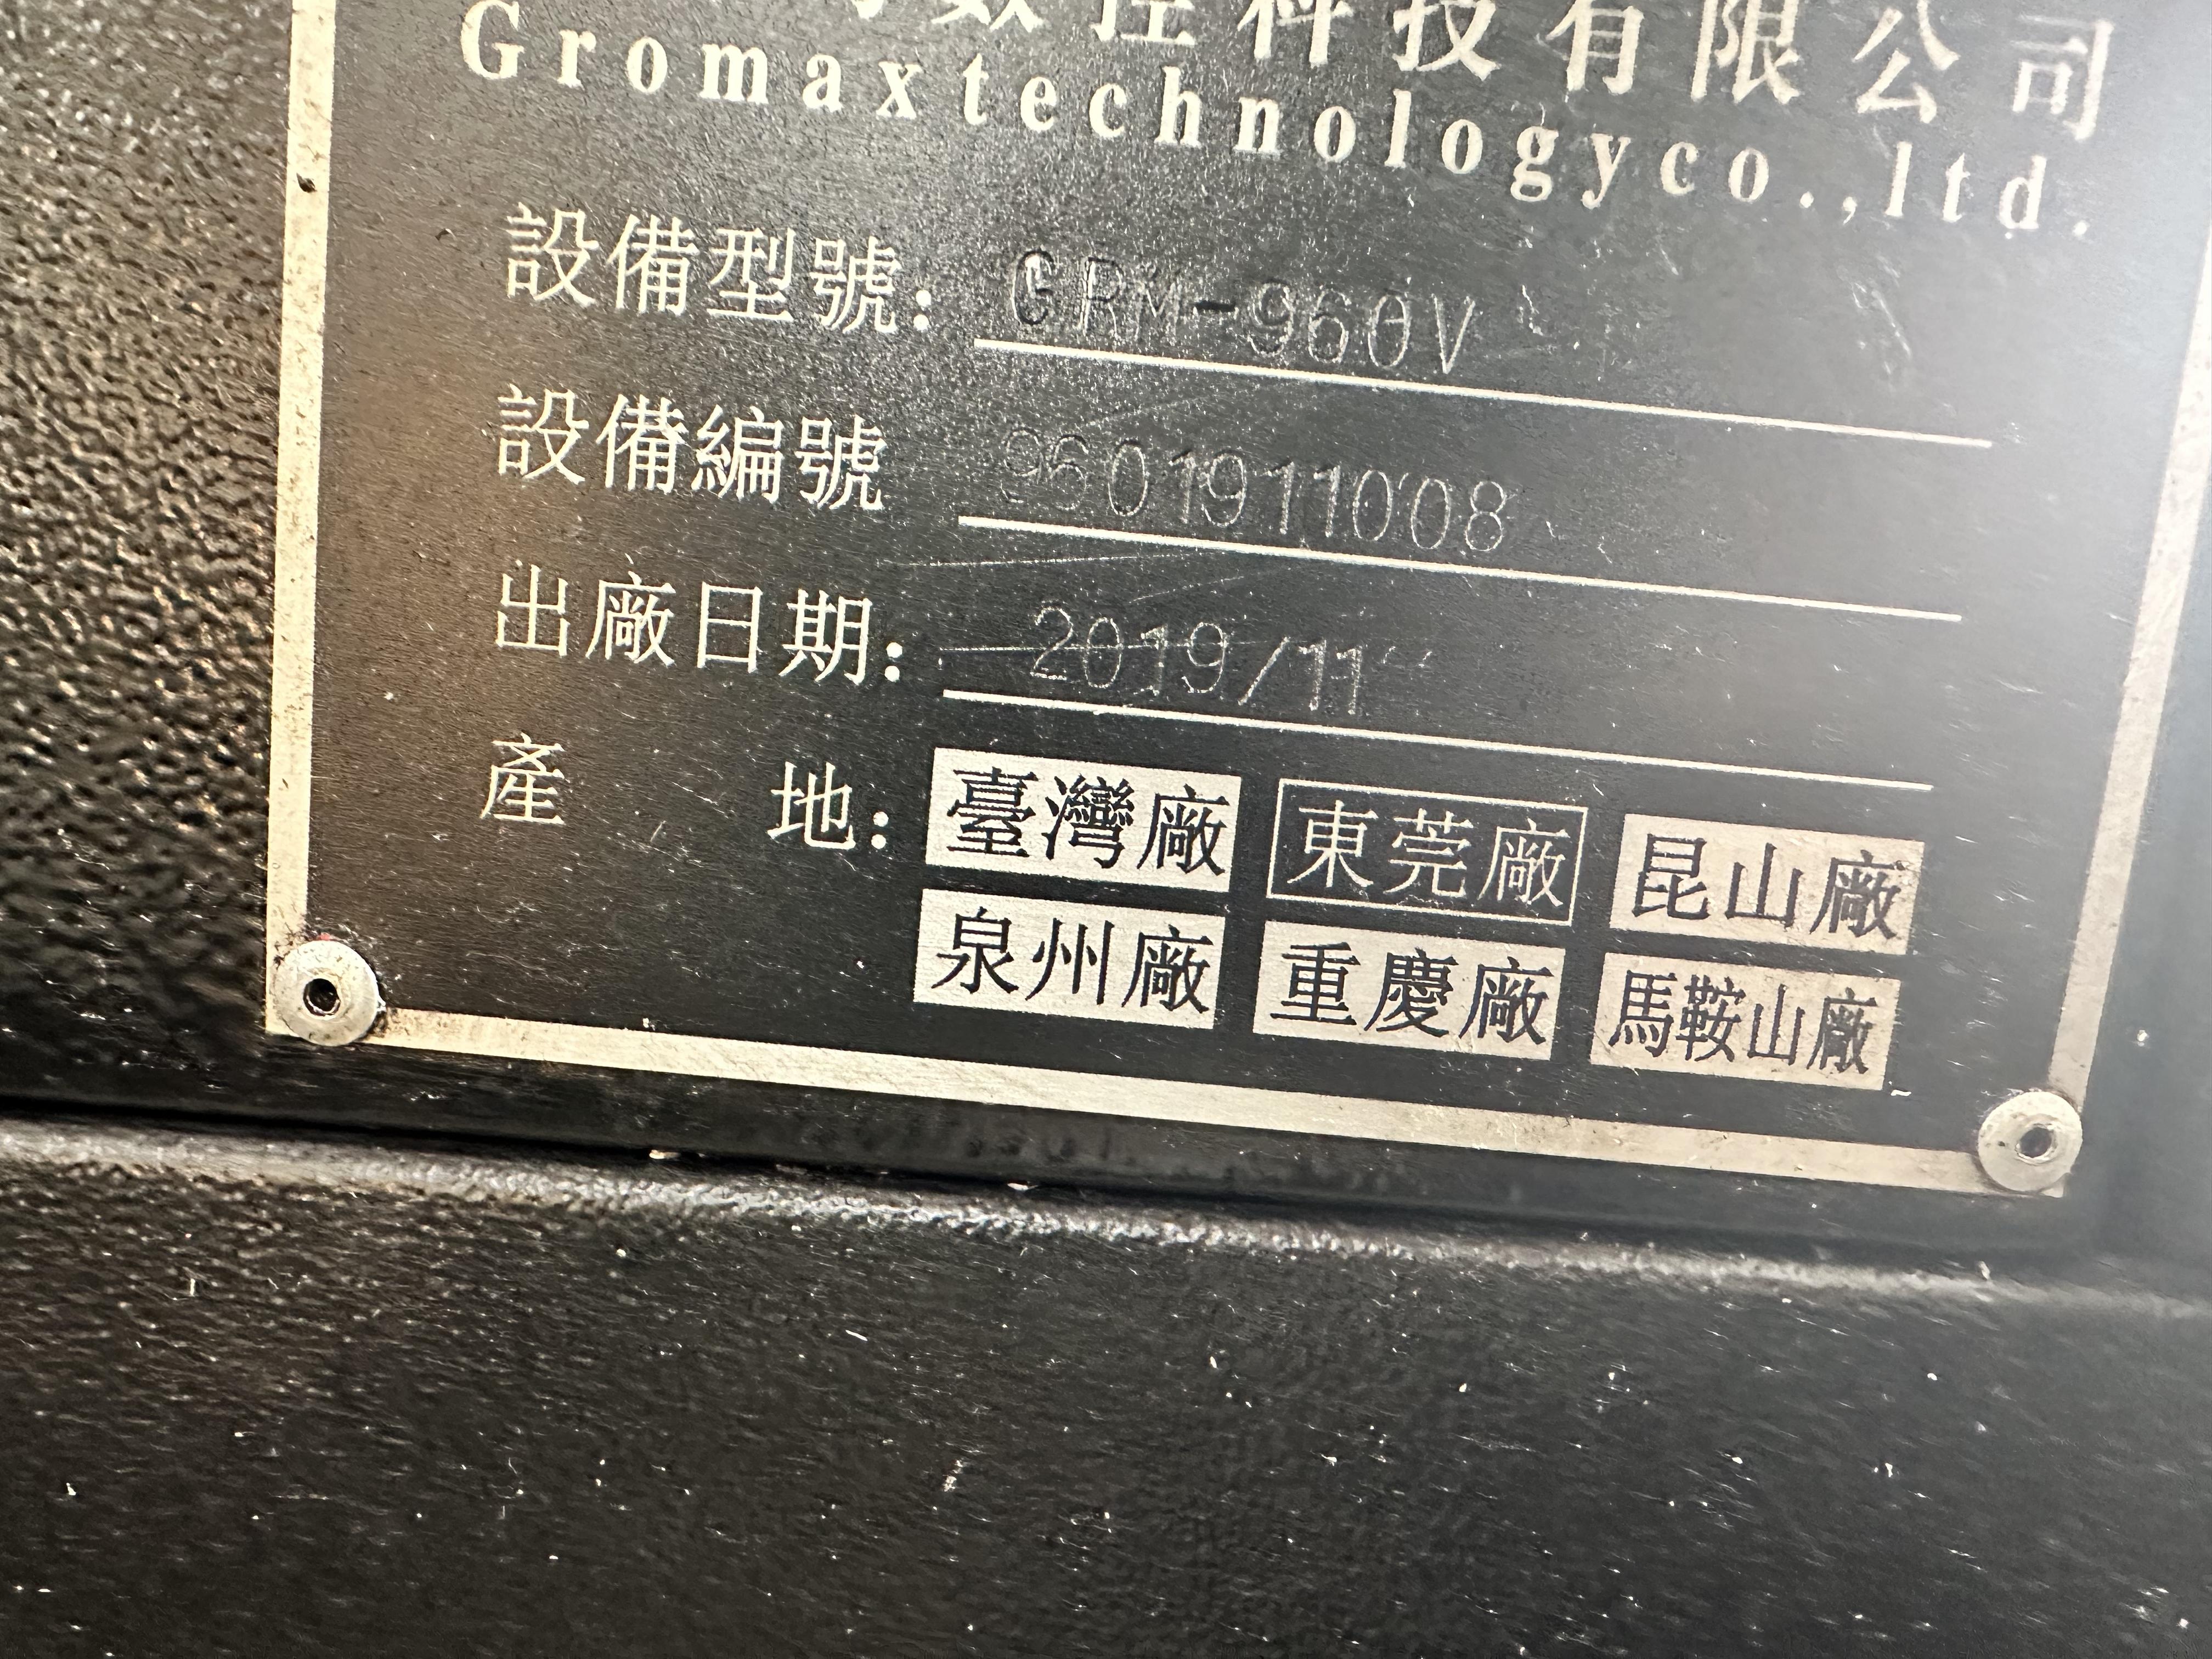 數控科技有限公司
Gromaxtechnologyco.,ltd.
設備型號: GRM-960V
設備編號 9601911008
出廠日期: 2019/11
產 地: 臺灣廠 東莞廠 昆山廠
泉州廠 重慶廠 馬鞍山廠